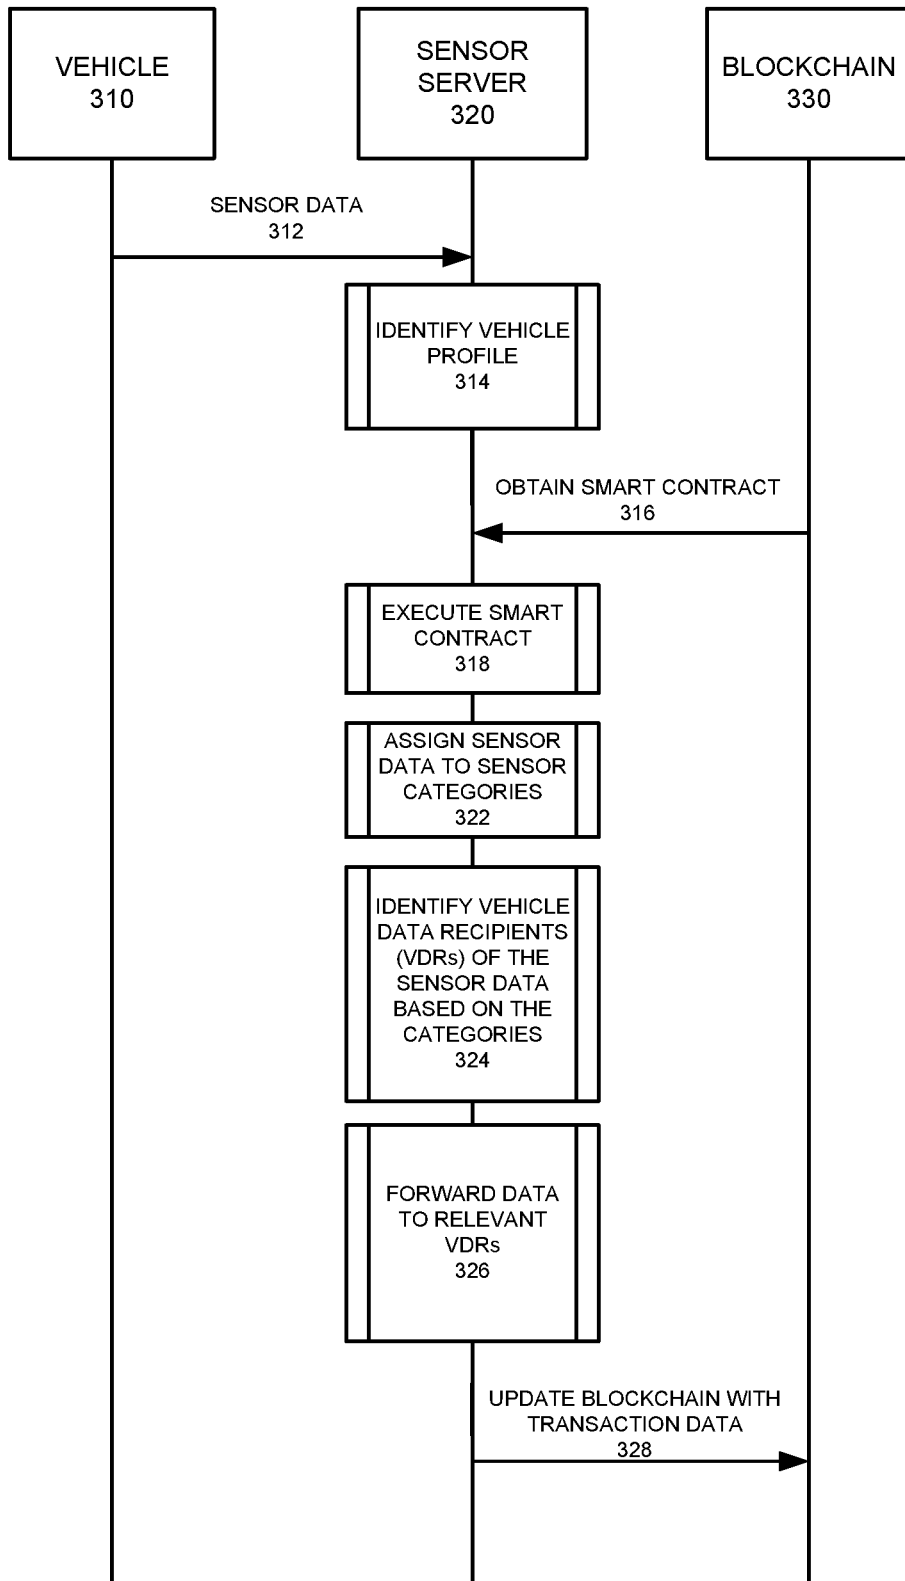 VEHICLE
310
SENSOR
SERVER
320
BLOCKCHAIN
330
SENSOR DATA
312
IDENTIFY VEHICLE
PROFILE
314
OBTAIN SMART CONTRACT
316
EXECUTE SMART
CONTRACT
318
ASSIGN SENSOR
DATA TO SENSOR
CATEGORIES
322
IDENTIFY VEHICLE
DATA RECIPIENTS
(VDRs) OF THE
SENSOR DATA
BASED ON THE
CATEGORIES
324
FORWARD DATA
TO RELEVANT
VDRs
326
UPDATE BLOCKCHAIN WITH
TRANSACTION DATA
328